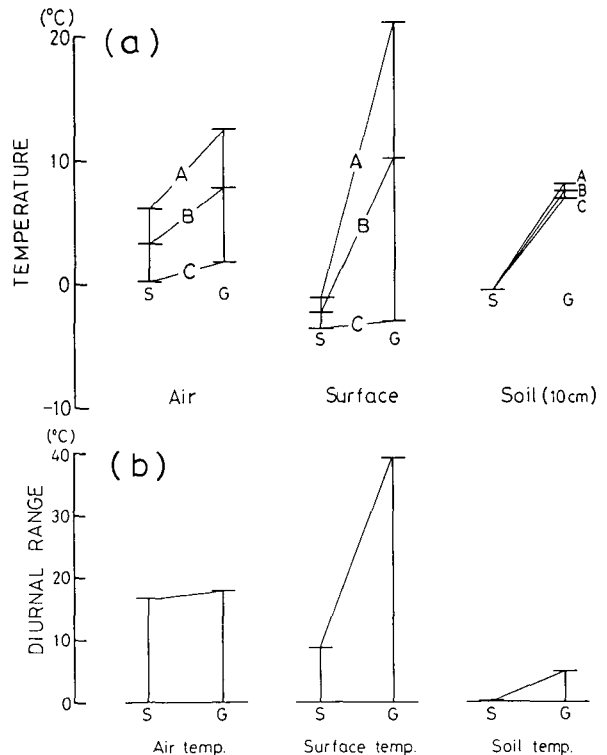 (°C)
20
(a)
10
0
-10
TEMPERATURE
A
B
C
S G
Air
A
B
C
S G
Surface
A
B
C
S G
Soil (10cm)
(°C)
40
(b)
30
20
10
0
DIURNAL RANGE
S G
Air temp.
S G
Surface temp.
S G
Soil temp.